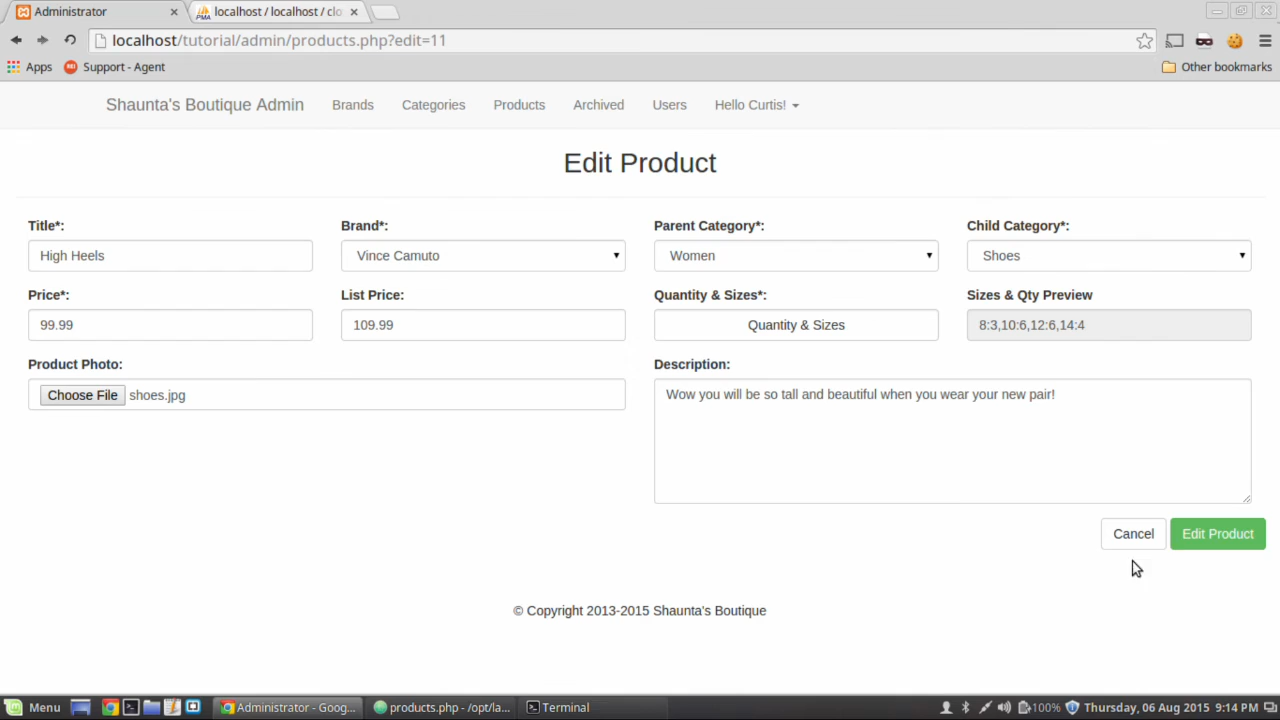 Administrator
localhost / localhost / clo
localhost/tutorial/admin/products.php?edit=11
Apps Support - Agent Other bookmarks
Shaunta's Boutique Admin Brands Categories Products Archived Users Hello Curtis!
Edit Product
Title*: Brand*: Parent Category*: Child Category*:
High Heels Vince Camuto Women Shoes
Price*: List Price: Quantity & Sizes*: Sizes & Qty Preview
99.99 109.99 Quantity & Sizes 8:3,10:6,12:6,14:4
Product Photo: Description:
Choose File shoes.jpg Wow you will be so tall and beautiful when you wear your new pair!
Cancel Edit Product
© Copyright 2013-2015 Shaunta's Boutique
Menu Administrator - Goog... products.php - /opt/la... Terminal 100% Thursday, 06 Aug 2015 9:14 PM